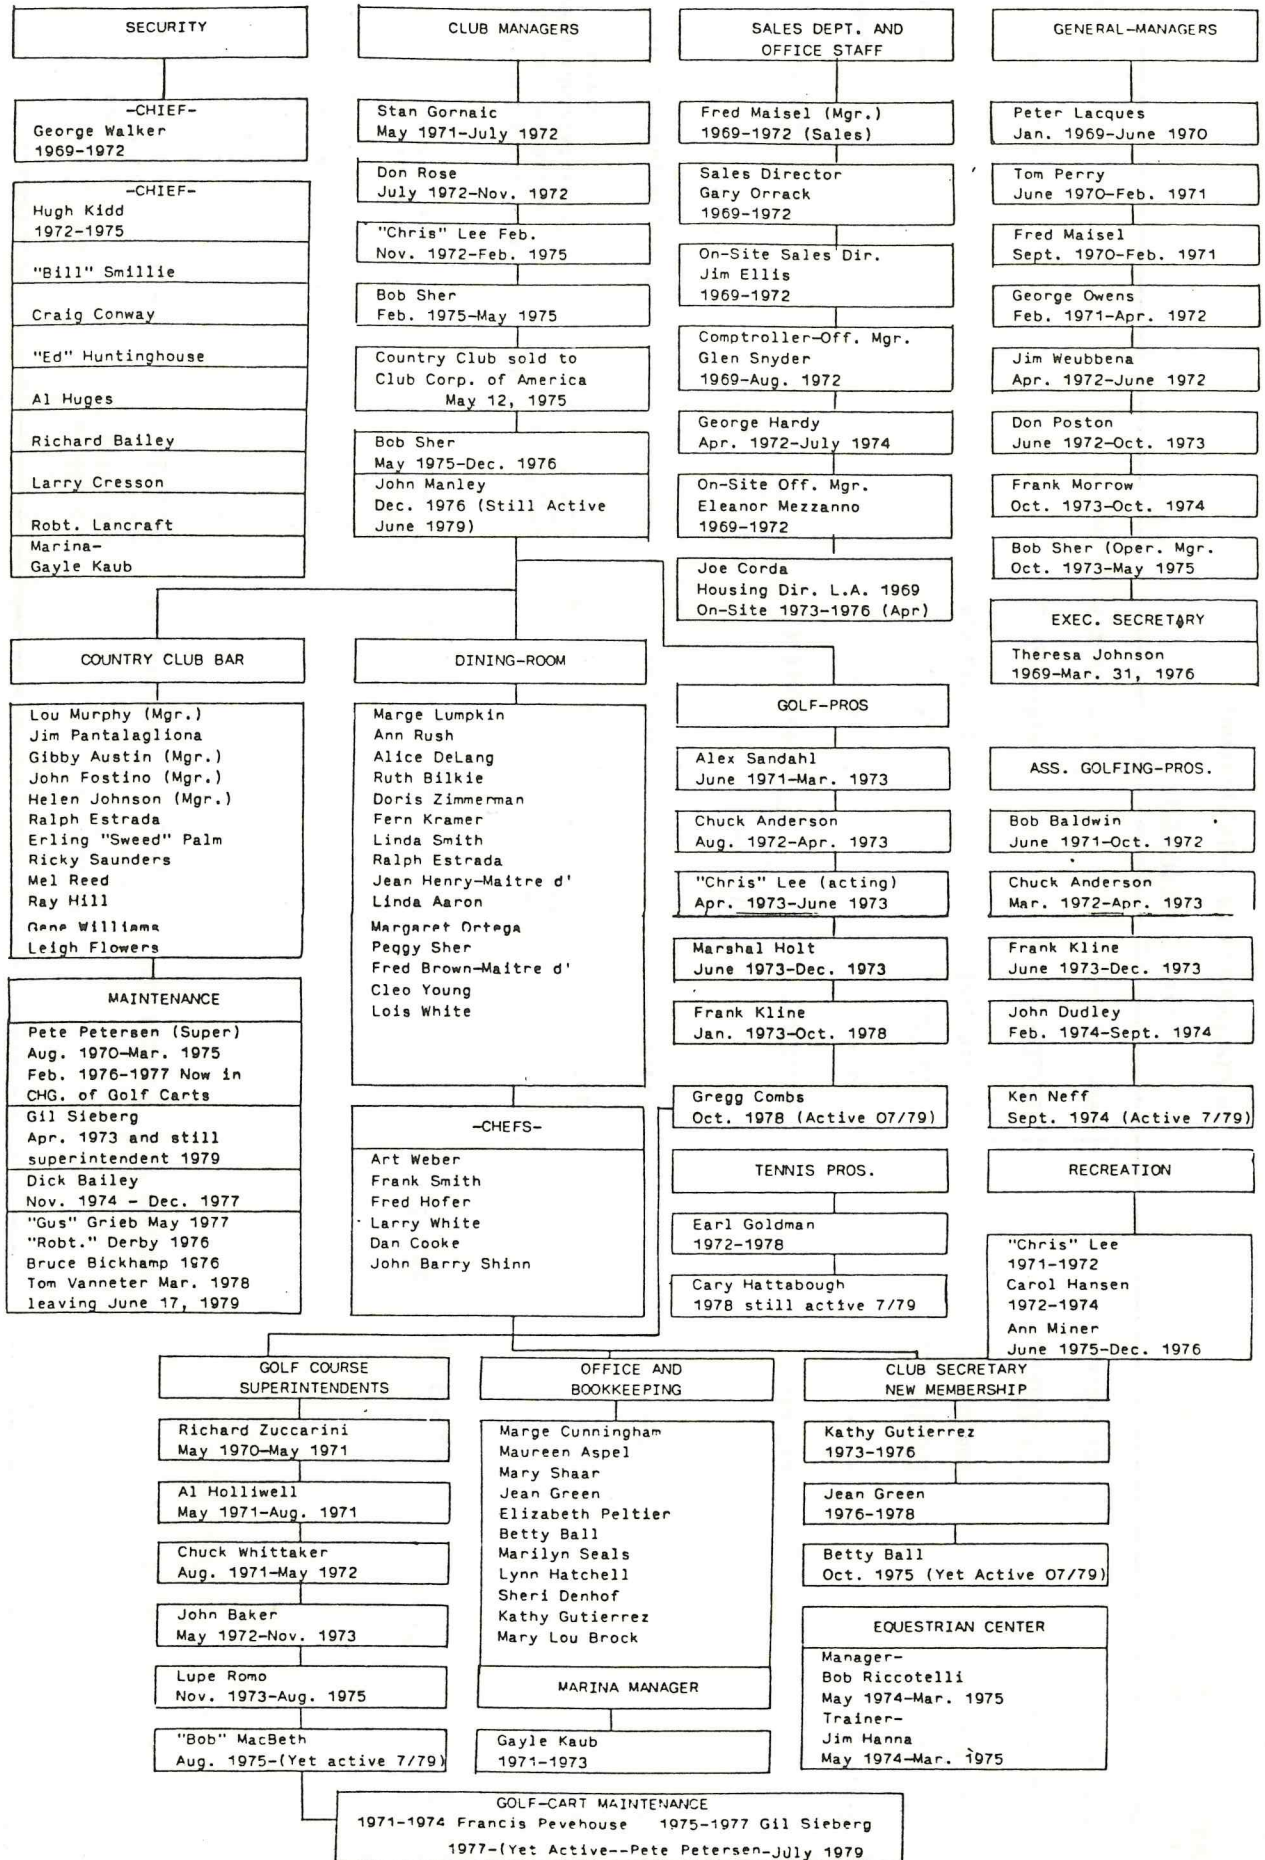 SECURITY
-CHIEF-
George Walker
1969-1972
-CHIEF-
Hugh Kidd
1972-1975
"Bill" Smillie
Craig Conway
"Ed" Huntinghouse
Al Huges
Richard Bailey
Larry Cresson
Robt. Lancraft
Marina-
Gayle Kaub
CLUB MANAGERS
Stan Gornaic
May 1971-July 1972
Don Rose
July 1972-Nov. 1972
"Chris" Lee Feb.
Nov. 1972-Feb. 1975
Bob Sher
Feb. 1975-May 1975
Country Club sold to
Club Corp. of America
May 12, 1975
Bob Sher
May 1975-Dec. 1976
John Manley
Dec. 1976 (Still Active
June 1979)
SALES DEPT. AND
OFFICE STAFF
Fred Maisel (Mgr.)
1969-1972 (Sales)
Sales Director
Gary Orrack
1969-1972
On-Site Sales Dir.
Jim Ellis
1969-1972
Comptroller-Off. Mgr.
Glen Snyder
1969-Aug. 1972
George Hardy
Apr. 1972-July 1974
On-Site Off. Mgr.
Eleanor Mezzanno
1969-1972
Joe Corda
Housing Dir. L.A. 1969
On-Site 1973-1976 (Apr)
GENERAL-MANAGERS
Peter Lacques
Jan. 1969-June 1970
Tom Perry
June 1970-Feb. 1971
Fred Maisel
Sept. 1970-Feb. 1971
George Owens
Feb. 1971-Apr. 1972
Jim Weubbena
Apr. 1972-June 1972
Don Poston
June 1972-Oct. 1973
Frank Morrow
Oct. 1973-Oct. 1974
Bob Sher (Oper. Mgr.
Oct. 1973-May 1975
EXEC. SECRETARY
Theresa Johnson
1969-Mar. 31, 1976
COUNTRY CLUB BAR
Lou Murphy (Mgr.)
Jim Pantalagliona
Gibby Austin (Mgr.)
John Fostino (Mgr.)
Helen Johnson (Mgr.)
Ralph Estrada
Erling "Sweed" Palm
Ricky Saunders
Mel Reed
Ray Hill
Gene Williams
Leigh Flowers
MAINTENANCE
Pete Petersen (Super)
Aug. 1970-Mar. 1975
Feb. 1976-1977 Now in
CHG. of Golf Carts
Gil Sieberg
Apr. 1973 and still
superintendent 1979
Dick Bailey
Nov. 1974 - Dec. 1977
"Gus" Grieb May 1977
"Robt." Derby 1976
Bruce Bickhamp 1976
Tom Vanneter Mar. 1978
leaving June 17, 1979
DINING-ROOM
Marge Lumpkin
Ann Rush
Alice DeLang
Ruth Bilkie
Doris Zimmerman
Fern Kramer
Linda Smith
Ralph Estrada
Jean Henry-Maitre d'
Linda Aaron
Margaret Ortega
Peggy Sher
Fred Brown-Maitre d'
Cleo Young
Lois White
-CHEFS-
Art Weber
Frank Smith
Fred Hofer
Larry White
Dan Cooke
John Barry Shinn
GOLF-PROS
Alex Sandahl
June 1971-Mar. 1973
Chuck Anderson
Aug. 1972-Apr. 1973
"Chris" Lee (acting)
Apr. 1973-June 1973
Marshal Holt
June 1973-Dec. 1973
Frank Kline
Jan. 1973-Oct. 1978
Gregg Combs
Oct. 1978 (Active 07/79)
TENNIS PROS.
Earl Goldman
1972-1978
Cary Hattabough
1978 still active 7/79
ASS. GOLFING-PROS.
Bob Baldwin
June 1971-Oct. 1972
Chuck Anderson
Mar. 1972-Apr. 1973
Frank Kline
June 1973-Dec. 1973
John Dudley
Feb. 1974-Sept. 1974
Ken Neff
Sept. 1974 (Active 7/79)
RECREATION
"Chris" Lee
1971-1972
Carol Hansen
1972-1974
Ann Miner
June 1975-Dec. 1976
GOLF COURSE
SUPERINTENDENTS
Richard Zuccarini
May 1970-May 1971
Al Holliwell
May 1971-Aug. 1971
Chuck Whittaker
Aug. 1971-May 1972
John Baker
May 1972-Nov. 1973
Lupe Romo
Nov. 1973-Aug. 1975
"Bob" MacBeth
Aug. 1975-(Yet active 7/79)
OFFICE AND
BOOKKEEPING
Marge Cunningham
Maureen Aspel
Mary Shaar
Jean Green
Elizabeth Peltier
Betty Ball
Marilyn Seals
Lynn Hatchell
Sheri Denhof
Kathy Gutierrez
Mary Lou Brock
MARINA MANAGER
Gayle Kaub
1971-1973
CLUB SECRETARY
NEW MEMBERSHIP
Kathy Gutierrez
1973-1976
Jean Green
1976-1978
Betty Ball
Oct. 1975 (Yet Active 07/79)
EQUESTRIAN CENTER
Manager-
Bob Riccotelli
May 1974-Mar. 1975
Trainer-
Jim Hanna
May 1974-Mar. 1975
GOLF-CART MAINTENANCE
1971-1974 Francis Pevehouse 1975-1977 Gil Sieberg
1977-(Yet Active--Pete Petersen-July 1979